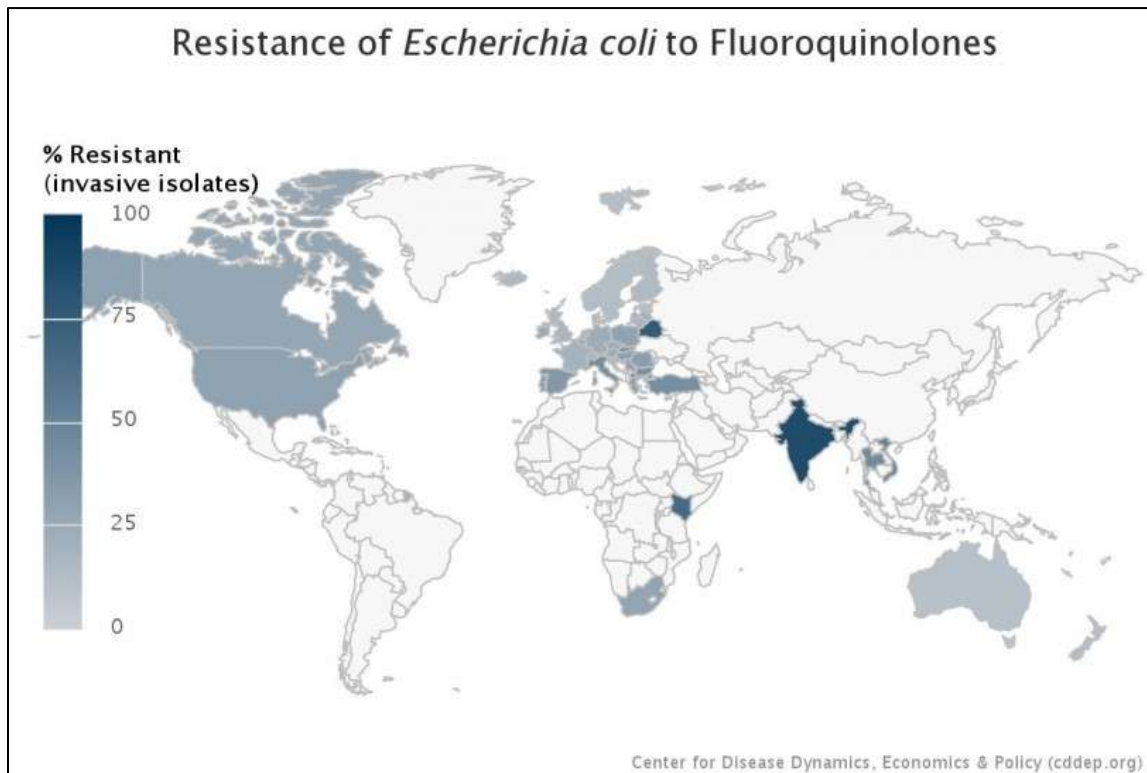 Resistance of Escherichia coli to Fluoroquinolones
% Resistant
(invasive isolates)
100
75
50
25
0
Center for Disease Dynamics, Economics & Policy (cddep.org)